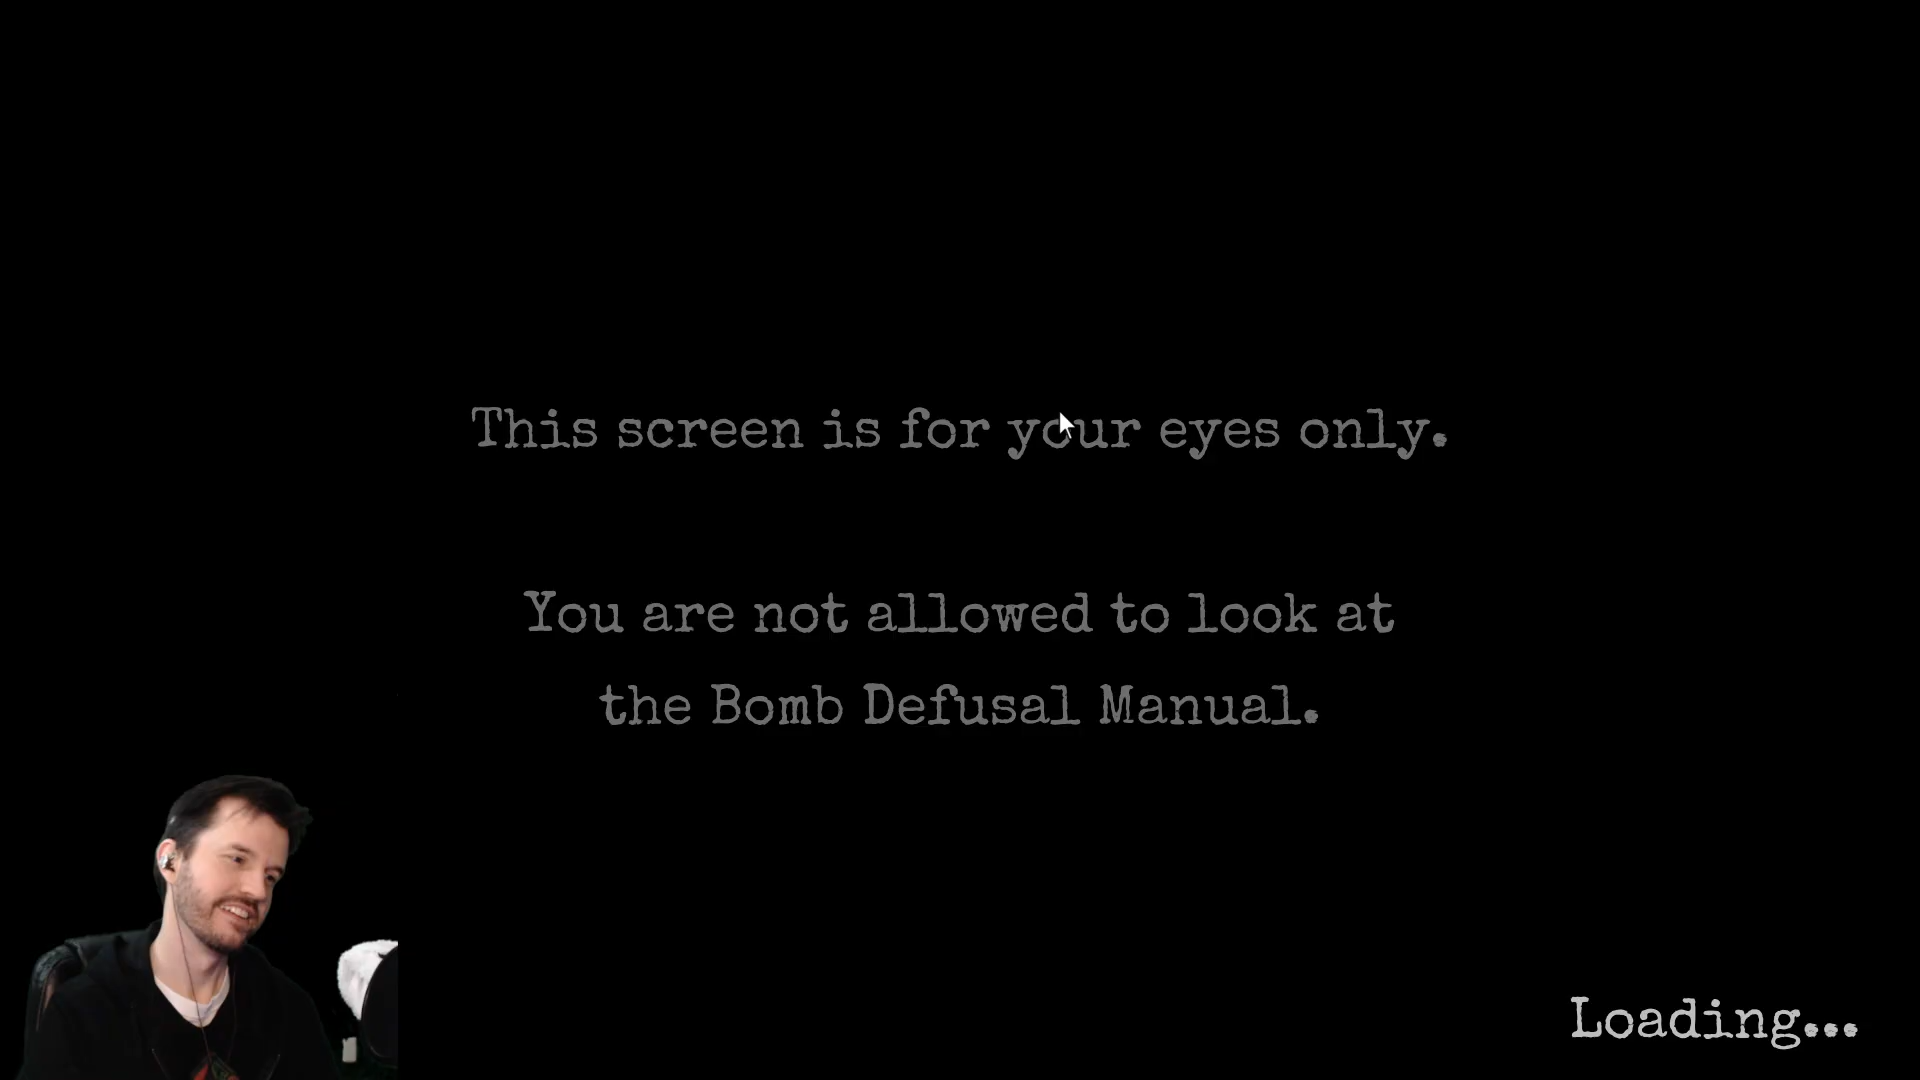 This screen is for your eyes only.
You are not allowed to look at
the Bomb Defusal Manual.
Loading...